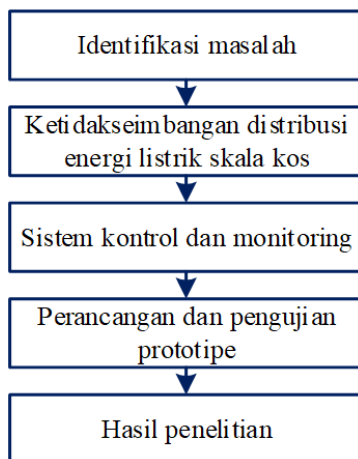 Identifikasi masalah
Ketidakseimbangan distribusi
energi listrik skala kos
Sistem kontrol dan monitoring
Perancangan dan pengujian
prototipe
Hasil penelitian